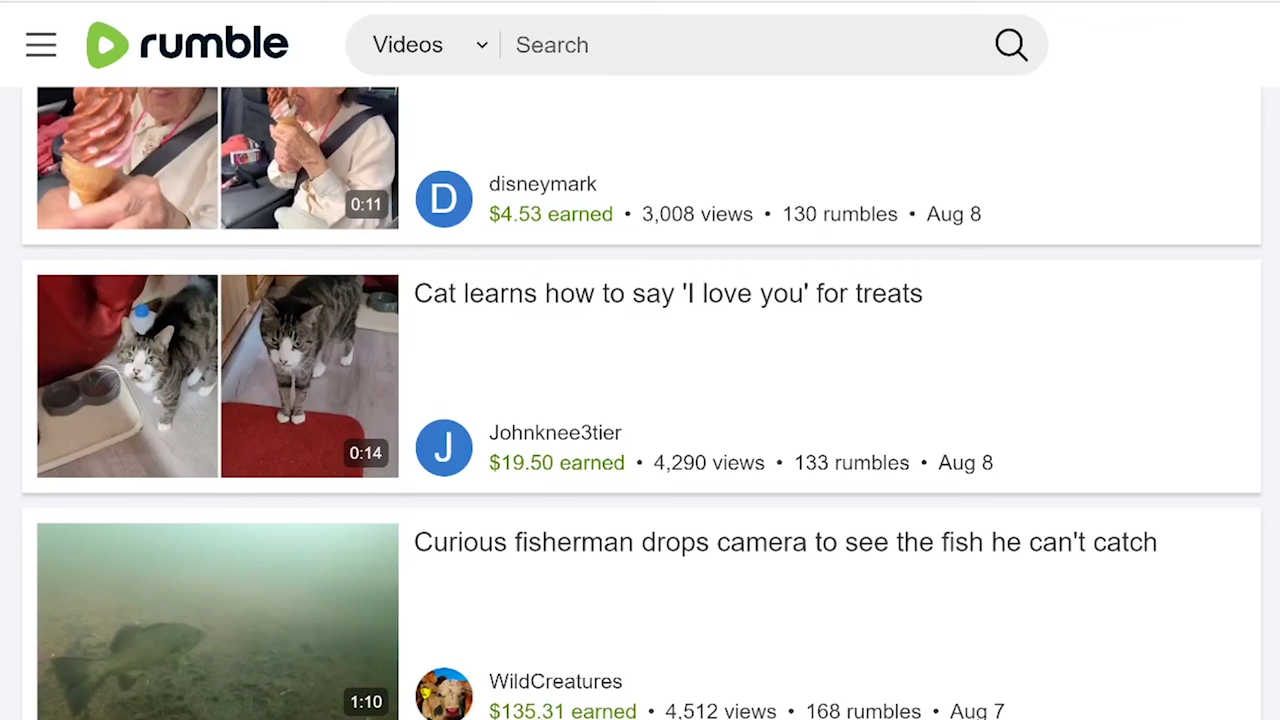 rumble
Videos
Search
0:11
D
disneymark
$4.53 earned • 3,008 views • 130 rumbles • Aug 8
Cat learns how to say 'I love you' for treats
0:14
J
Johnknee3tier
$19.50 earned • 4,290 views • 133 rumbles • Aug 8
Curious fisherman drops camera to see the fish he can't catch
1:10
WildCreatures
$135.31 earned • 4,512 views • 168 rumbles • Aug 7